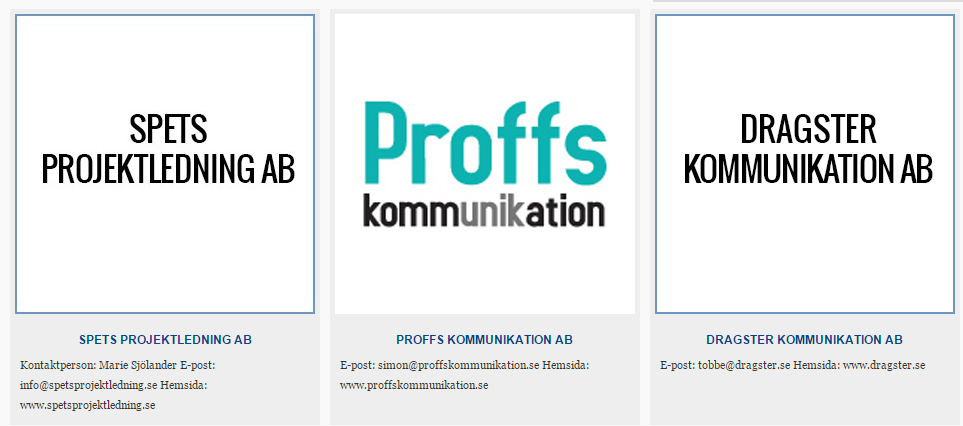 SPETS
PROJEKTLEDNING AB
SPETS PROJEKTLEDNING AB
Kontaktperson: Marie Sjölander E-post:
info@spetsprojektledning.se Hemsida:
www.spetsprojektledning.se
Proffs
kommunikation
PROFFS KOMMUNIKATION AB
E-post: simon@proffskommunikation.se Hemsida:
www.proffskommunikation.se
DRAGSTER
KOMMUNIKATION AB
DRAGSTER KOMMUNIKATION AB
E-post: tobbe@dragster.se Hemsida: www.dragster.se